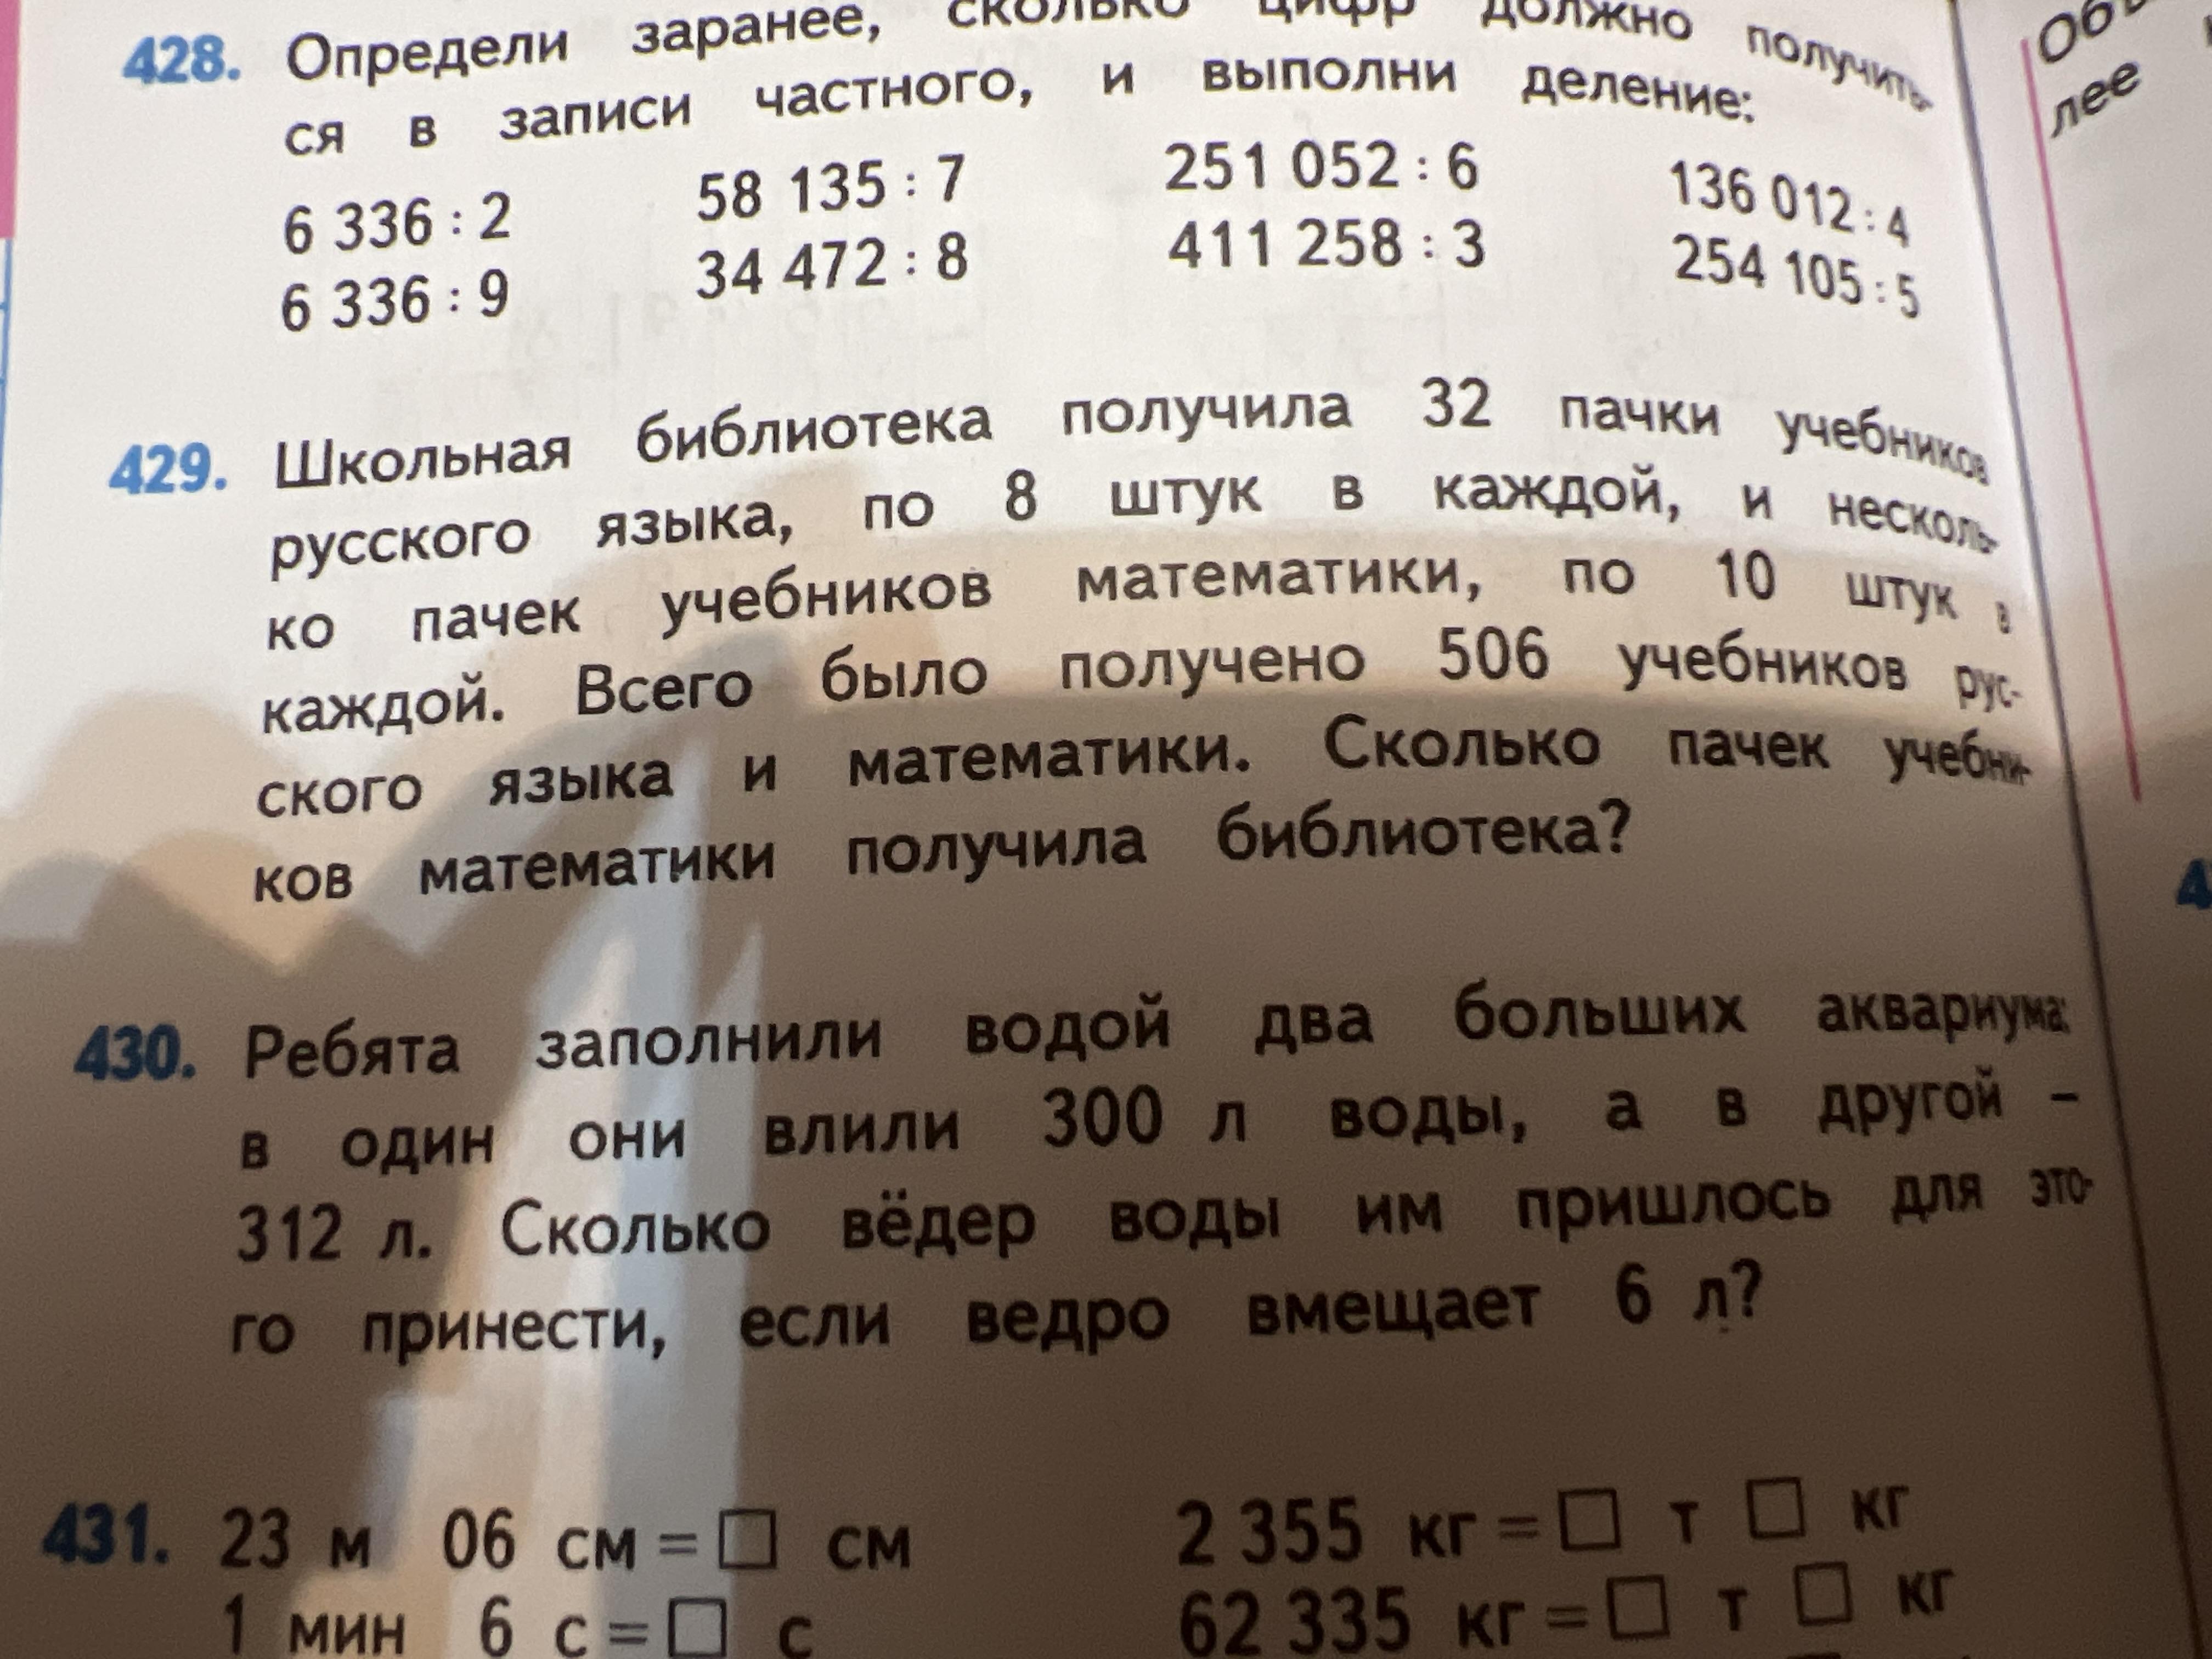 428. Определи заранее, сколько цифр должно получить-
ся в записи частного, и выполни деление:
6 336 : 2 58 135 : 7 251 052 : 6 136 012 : 4
6 336 : 9 34 472 : 8 411 258 : 3 254 105 : 5
429. Школьная библиотека получила 32 пачки учебников
русского языка, по 8 штук в каждой, и несколь-
ко пачек учебников математики, по 10 штук в
каждой. Всего было получено 506 учебников рус-
ского языка и математики. Сколько пачек учебни-
ков математики получила библиотека?
430. Ребята заполнили водой два больших аквариума:
в один они влили 300 л воды, а в другой –
312 л. Сколько вёдер воды им пришлось для это-
го принести, если ведро вмещает 6 л?
431. 23 м 06 см = □ см 2 355 кг = □ т □ кг
1 мин 6 с = □ с 62 335 кг = □ т □ кг
лее